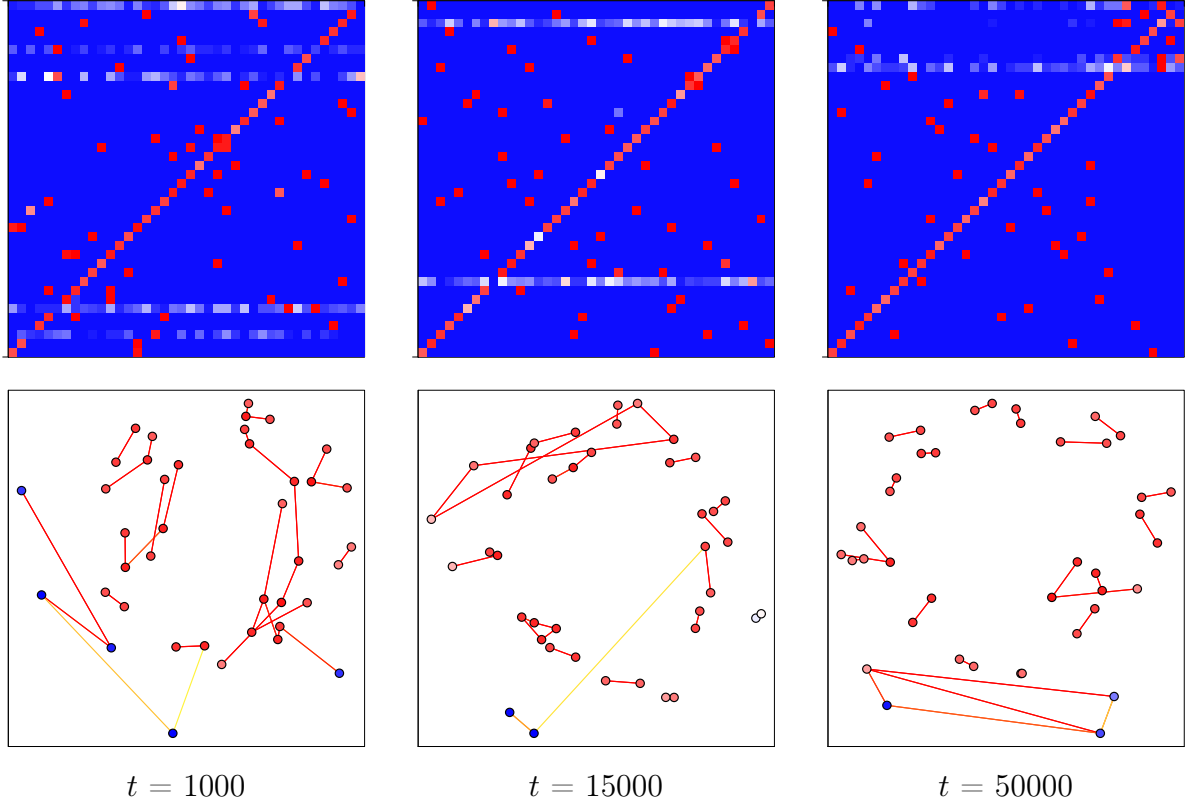 t = 1000
t = 15000
t = 50000